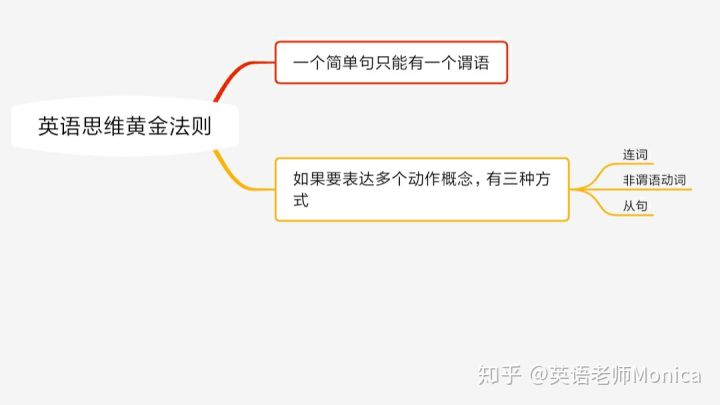 一个简单句只能有一个谓语
英语思维黄金法则
如果要表达多个动作概念，有三种方
式
连词
非谓语动词
从句
知乎 @英语老师Monica